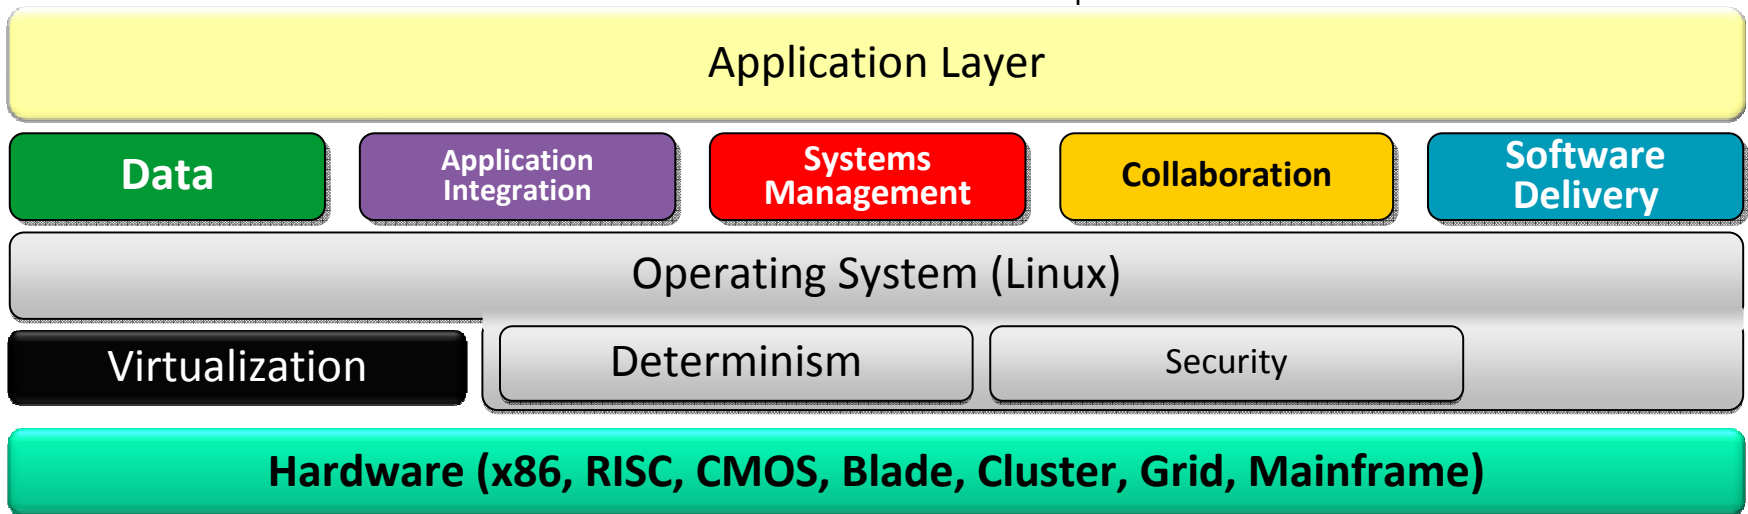 Application Layer
Data
Application
Integration
Systems
Management
Collaboration
Software
Delivery
Operating System (Linux)
Virtualization
Determinism
Security
Hardware (x86, RISC, CMOS, Blade, Cluster, Grid, Mainframe)